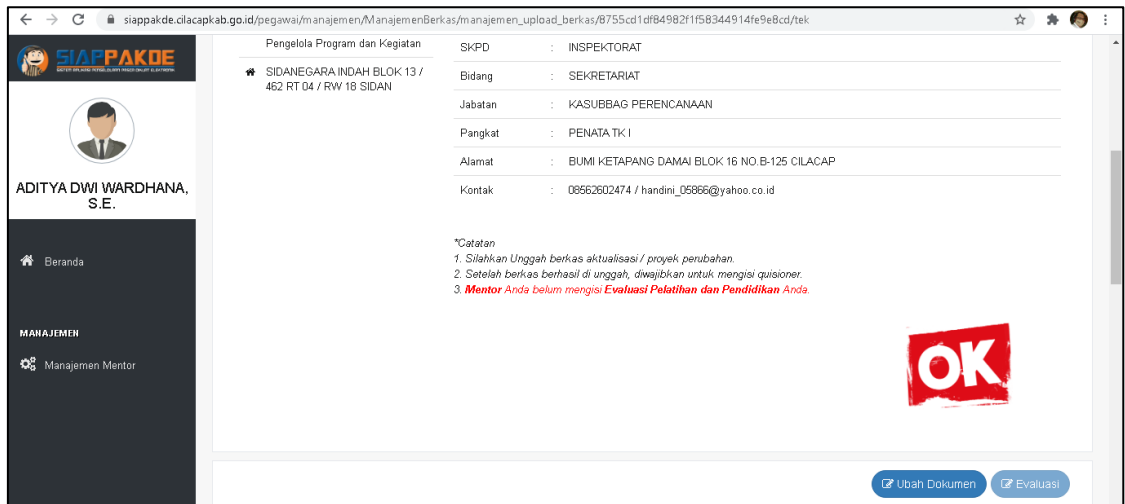 siappakde.cilacapkab.go.id/pegawai/manajemen/ManajemenBerkas/manajemen_upload_berkas/8755cd1df84982f1f58344914fe9e8cd/tek
SIAPPAKDE
ADITYA DWI WARDHANA,
S.E.
Beranda
MANAJEMEN
Manajemen Mentor
Pengelola Program dan Kegiatan
SIDANEGARA INDAH BLOK 13 /
462 RT 04 / RW 18 SIDAN
SKPD : INSPEKTORAT
Bidang : SEKRETARIAT
Jabatan : KASUBBAG PERENCANAAN
Pangkat : PENATA TK I
Alamat : BUMI KETAPANG DAMAI BLOK 16 NO.B-125 CILACAP
Kontak : 08562602474 / handini_05866@yahoo.co.id
*Catatan
1. Silahkan Unggah berkas aktualisasi / proyek perubahan.
2. Setelah berkas berhasil di unggah, diwajibkan untuk mengisi quisioner.
3. Mentor Anda belum mengisi Evaluasi Pelatihan dan Pendidikan Anda.
OK
Ubah Dokumen
Evaluasi